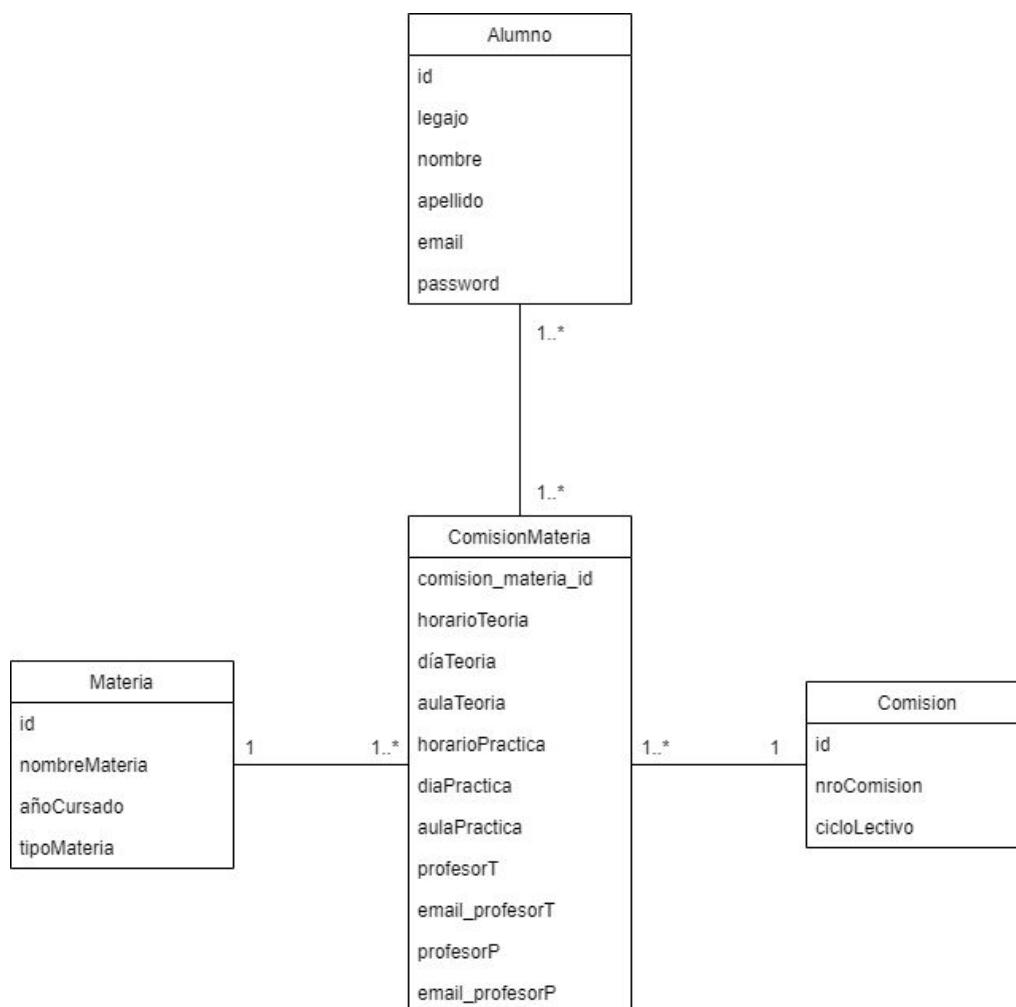 Alumno
id
legajo
nombre
apellido
email
password
1..*
1..*
ComisionMateria
comision_materia_id
horarioTeoria
díaTeoria
aulaTeoria
horarioPractica
diaPractica
aulaPractica
profesorT
email_profesorT
profesorP
email_profesorP
Materia
id
nombreMateria
añoCursado
tipoMateria
1
1..*
1..*
1
Comision
id
nroComision
cicloLectivo